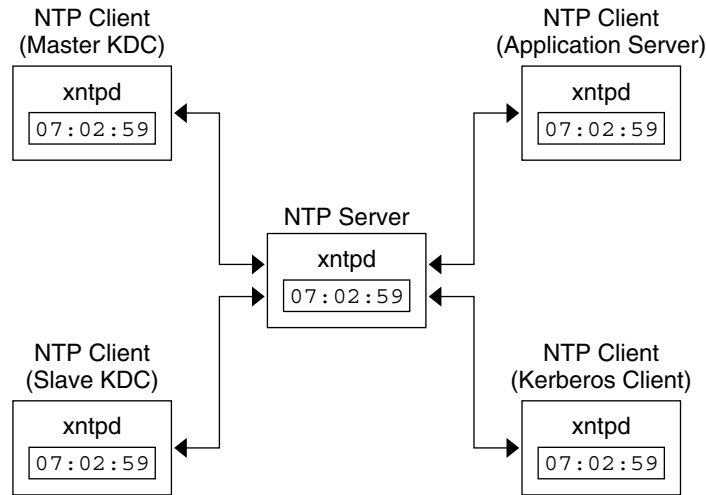 NTP Client
(Master KDC)
xntpd
07:02:59
NTP Client
(Application Server)
xntpd
07:02:59
NTP Server
xntpd
07:02:59
NTP Client
(Slave KDC)
xntpd
07:02:59
NTP Client
(Kerberos Client)
xntpd
07:02:59